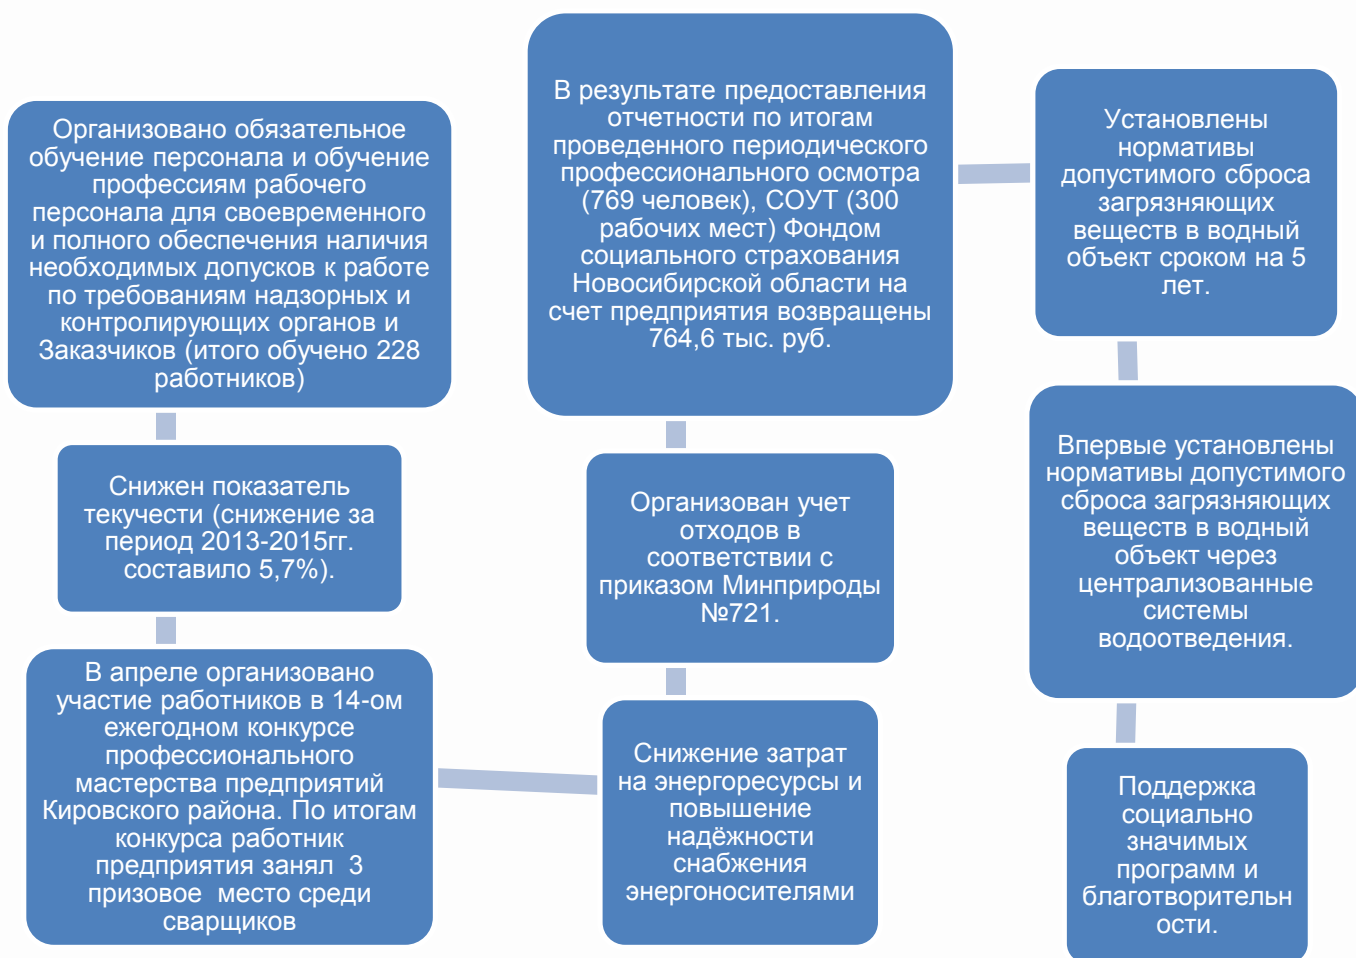 Организовано обязательное
обучение персонала и обучение
профессиям рабочего
персонала для своевременного
и полного обеспечения наличия
необходимых допусков к работе
по требованиям надзорных и
контролирующих органов и
Заказчиков (итого обучено 228
работников)
Снижен показатель
текучести (снижение за
период 2013-2015гг.
составило 5,7%).
В апреле организовано
участие работников в 14-ом
ежегодном конкурсе
профессионального
мастерства предприятий
Кировского района. По итогам
конкурса работник
предприятия занял 3
призовое место среди
сварщиков
Снижение затрат
на энергоресурсы и
повышение
надёжности
снабжения
энергоносителями
Организован учет
отходов в
соответствии с
приказом Минприроды
№721.
В результате предоставления
отчетности по итогам
проведенного периодического
профессионального осмотра
(769 человек), СОУТ (300
рабочих мест) Фондом
социального страхования
Новосибирской области на
счет предприятия возвращены
764,6 тыс. руб.
Установлены
нормативы
допустимого сброса
загрязняющих
веществ в водный
объект сроком на 5
лет.
Впервые установлены
нормативы допустимого
сброса загрязняющих
веществ в водный
объект через
централизованные
системы
водоотведения.
Поддержка
социально
значимых
программ и
благотворительн
ости.